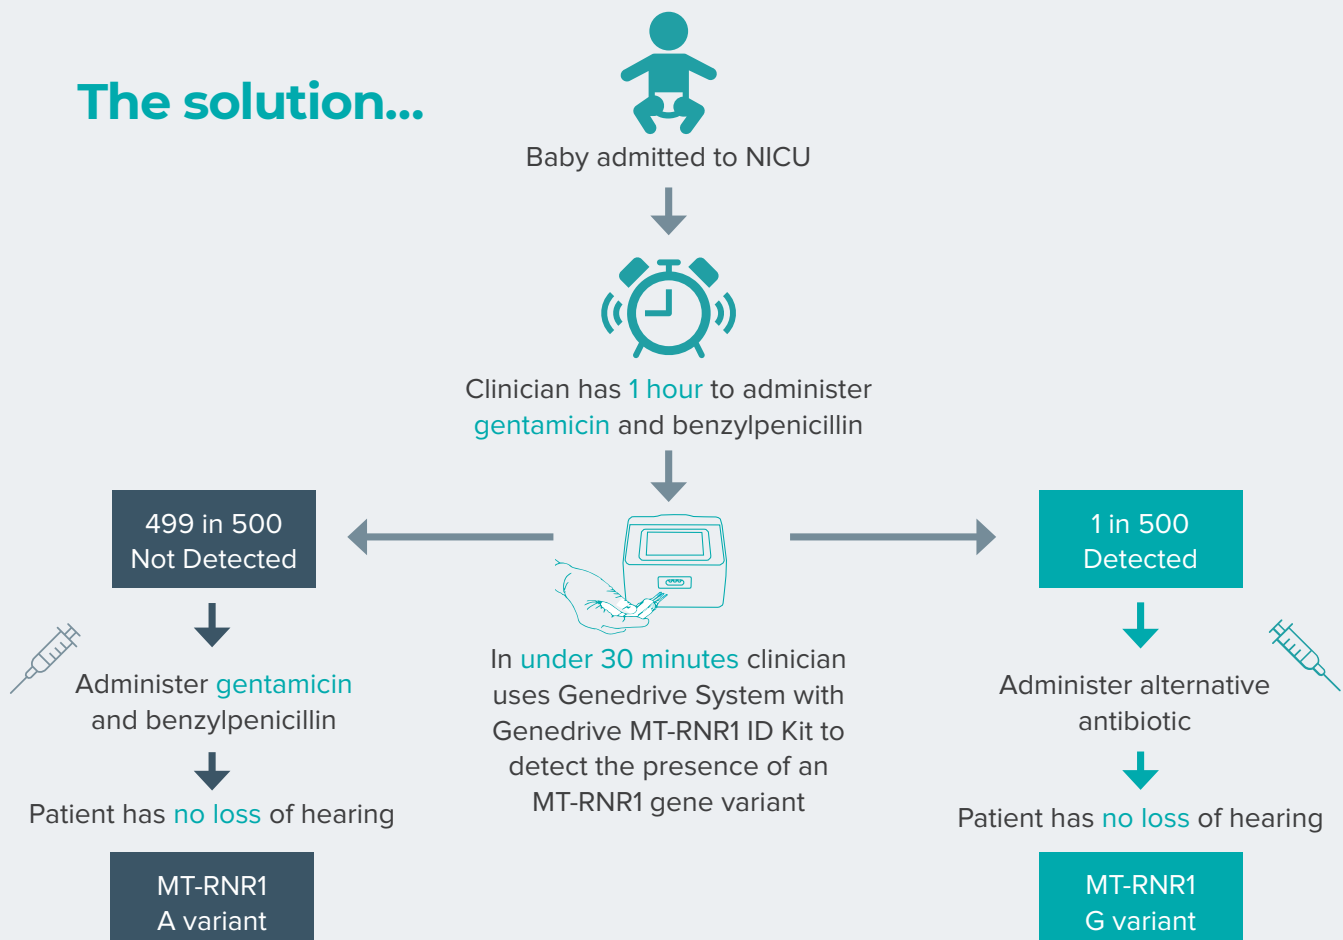 The solution...
Baby admitted to NICU
Clinician has 1 hour to administer
gentamicin and benzylpenicillin
499 in 500
Not Detected
Administer gentamicin
and benzylpenicillin
Patient has no loss of hearing
MT-RNR1
A variant
In under 30 minutes clinician
uses Genedrive System with
Genedrive MT-RNR1 ID Kit to
detect the presence of an
MT-RNR1 gene variant
1 in 500
Detected
Administer alternative
antibiotic
Patient has no loss of hearing
MT-RNR1
G variant